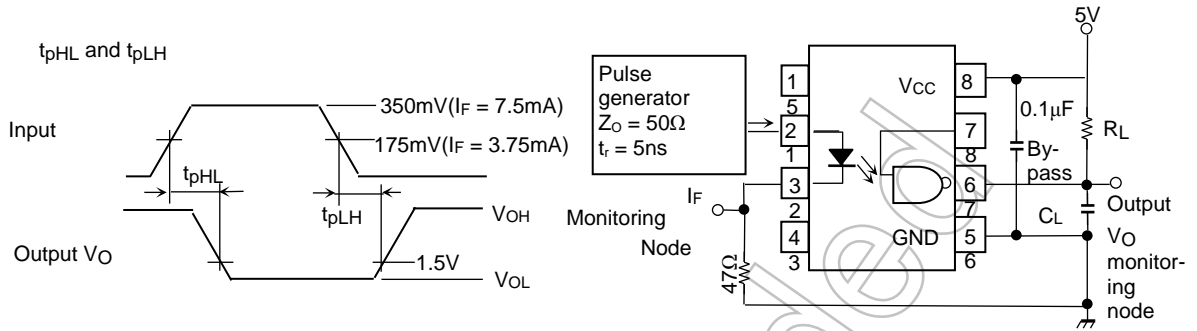 tpHL and tpLH
Input
350mV(IF = 7.5mA)
175mV(IF = 3.75mA)
tpHL
tpLH
VOH
Output VO
1.5V
VOL
Pulse
generator
ZO = 50Ω
tr = 5ns
IF
Monitoring
Node
47Ω
1
5
2
1
3
2
4
3
VCC
GND
8
7
8
6
7
5
6
5V
0.1μF
By-
pass
RL
CL
Output
VO
monitor-
ing
node